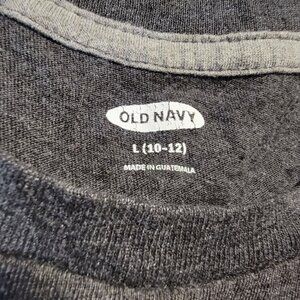 OLD NAVY
L (10-12)
MADE IN GUATEMALA